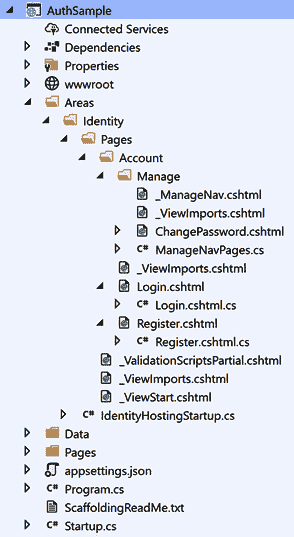 AuthSample
Connected Services
Dependencies
Properties
wwwroot
Areas
Identity
Pages
Account
Manage
_ManageNav.cshtml
_ViewImports.cshtml
ChangePassword.cshtml
C# ManageNavPages.cs
_ViewImports.cshtml
Login.cshtml
C# Login.cshtml.cs
Register.cshtml
C# Register.cshtml.cs
_ValidationScriptsPartial.cshtml
_ViewImports.cshtml
_ViewStart.cshtml
C# IdentityHostingStartup.cs
Data
Pages
appsettings.json
C# Program.cs
ScaffoldingReadMe.txt
C# Startup.cs